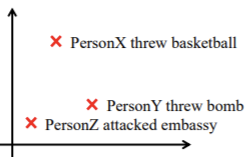 PersonX threw basketball
PersonY threw bomb
PersonZ attacked embassy